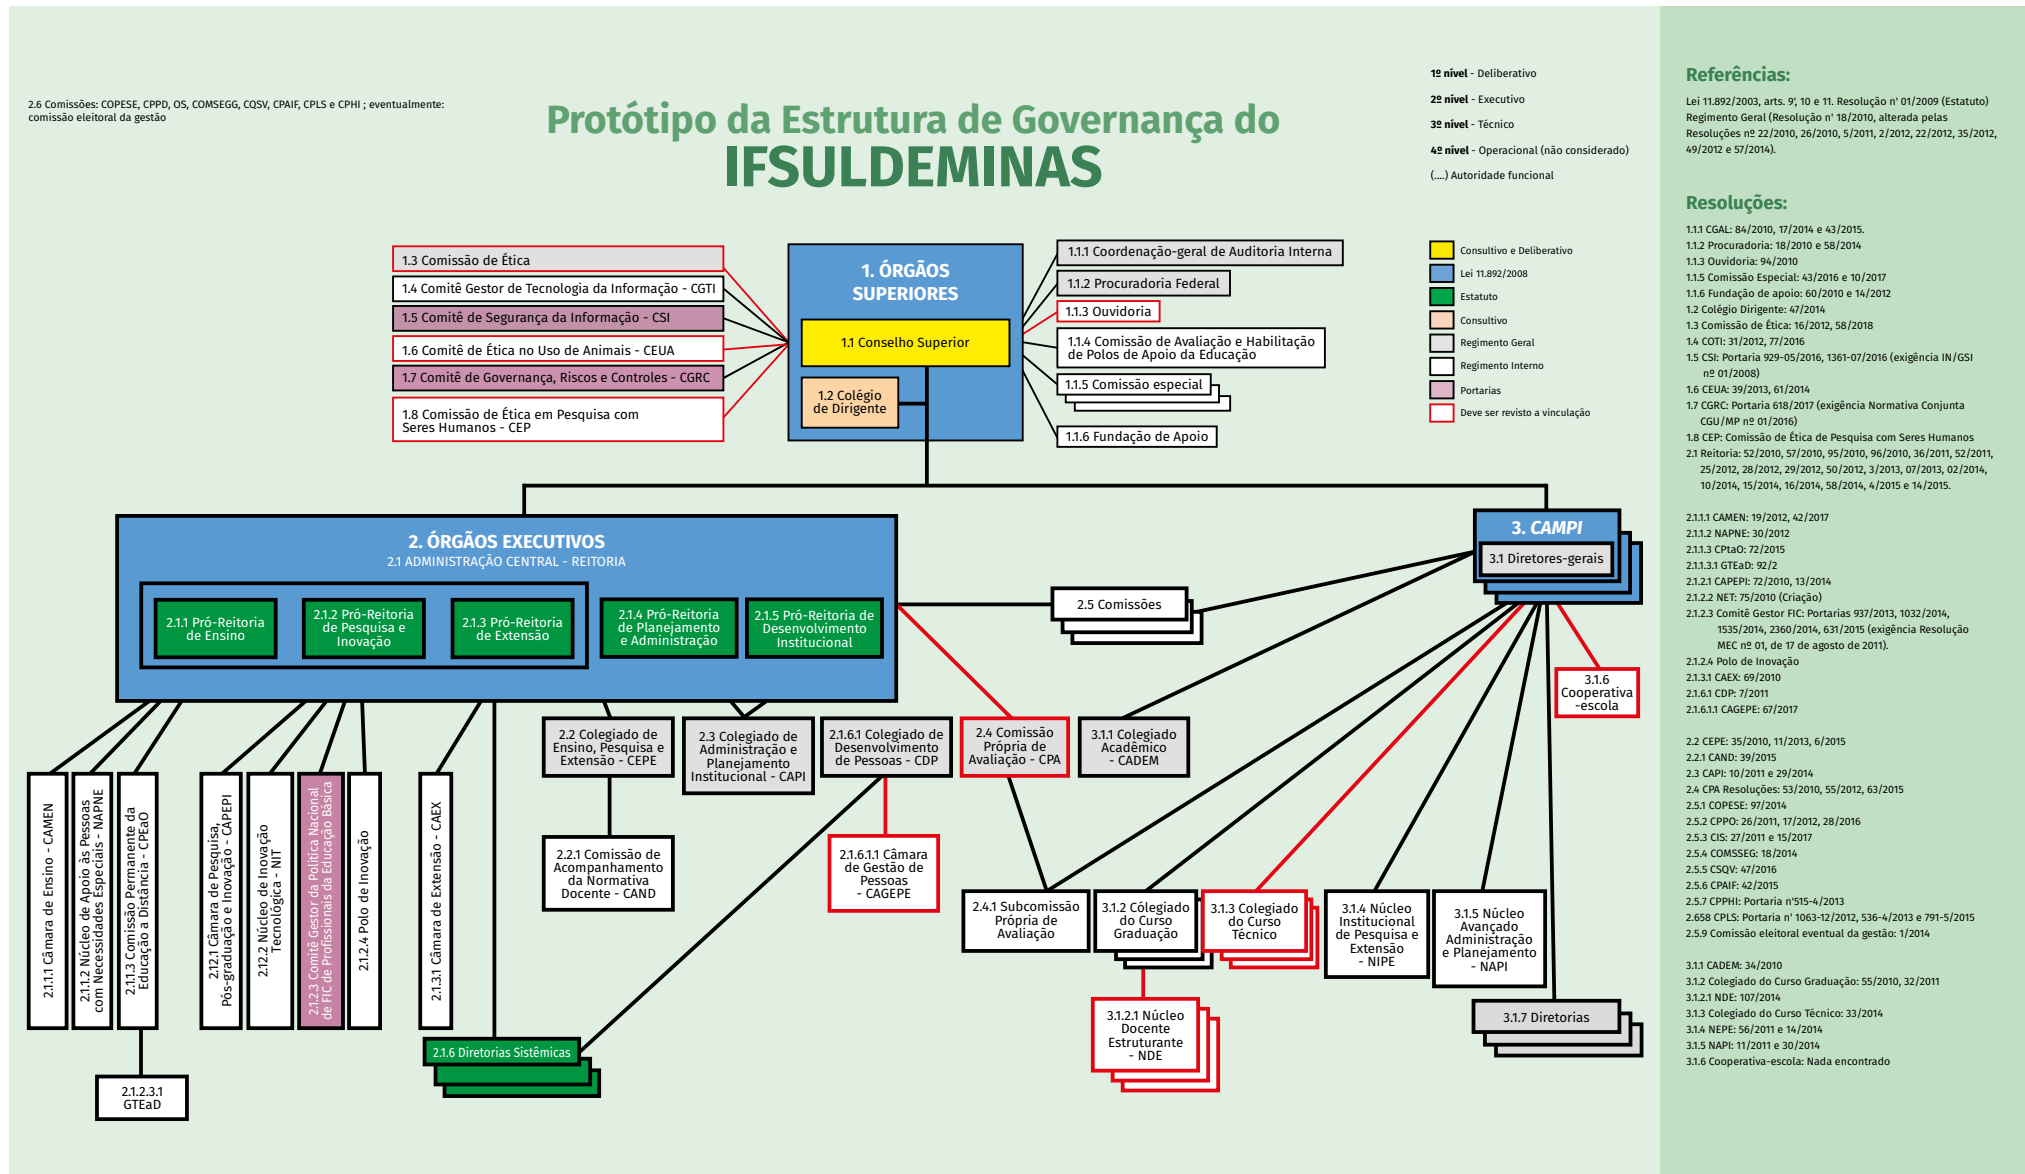 2.6 Comissões: COPESE, CPPD, OS, COMSEGG, CQSV, CPAIF, CPLS e CPHI ; eventualmente:
comissão eleitoral da gestão
Protótipo da Estrutura de Governança do
IFSULDEMINAS
1º nível - Deliberativo
2º nível - Executivo
3º nível - Técnico
4º nível - Operacional (não considerado)
(....) Autoridade funcional
Consultivo e Deliberativo
Lei 11.892/2008
Estatuto
Consultivo
Regimento Geral
Regimento Interno
Portarias
Deve ser revisto a vinculação
1.3 Comissão de Ética
1.4 Comitê Gestor de Tecnologia da Informação - CGTI
1.5 Comitê de Segurança da Informação - CSI
1.6 Comitê de Ética no Uso de Animais - CEUA
1.7 Comitê de Governança, Riscos e Controles - CGRC
1.8 Comissão de Ética em Pesquisa com
Seres Humanos - CEP
1. ÓRGÃOS
SUPERIORES
1.1 Conselho Superior
1.2 Colégio
de Dirigente
1.1.1 Coordenação-geral de Auditoria Interna
1.1.2 Procuradoria Federal
1.1.3 Ouvidoria
1.1.4 Comissão de Avaliação e Habilitação
de Polos de Apoio da Educação
1.1.5 Comissão especial
1.1.6 Fundação de Apoio
2. ÓRGÃOS EXECUTIVOS
2.1 ADMINISTRAÇÃO CENTRAL - REITORIA
2.1.1 Pró-Reitoria
de Ensino
2.1.2 Pró-Reitoria
de Pesquisa e
Inovação
2.1.3 Pró-Reitoria
de Extensão
2.1.4 Pró-Reitoria
de Planejamento
e Administração
2.1.5 Pró-Reitoria de
Desenvolvimento
Institucional
3. CAMPI
3.1 Diretores-gerais
2.5 Comissões
3.1.6
Cooperativa
-escola
2.2 Colegiado de
Ensino, Pesquisa e
Extensão - CEPE
2.3 Colegiado de
Administração e
Planejamento
Institucional - CAPI
2.1.6.1 Colegiado de
Desenvolvimento
de Pessoas - CDP
2.4 Comissão
Própria de
Avaliação - CPA
3.1.1 Colegiado
Acadêmico
- CADEM
2.1.1.1 Câmara de Ensino - CAMEN
2.1.1.2 Núcleo de Apoio às Pessoas
com Necessidades Especiais - NAPNE
2.1.1.3 Comissão Permanente da
Educação a Distância - CPEaO
2.12.1 Câmara de Pesquisa,
Pós-graduação e Inovação - CAPEPI
2.12.2 Núcleo de Inovação
Tecnológica - NIT
2.1.2.3 Comitê Gestor da Política Nacional
de FIC de Profissionais da Educação Básica
2.1.2.4 Polo de Inovação
2.1.3.1 Câmara de Extensão - CAEX
2.2.1 Comissão de
Acompanhamento
da Normativa
Docente - CAND
2.1.6.1.1 Câmara
de Gestão de
Pessoas
- CAGEPE
2.4.1 Subcomissão
Própria de
Avaliação
3.1.2 Cólegiado
do Curso
Graduação
3.1.3 Colegiado
do Curso
Técnico
3.1.4 Núcleo
Institucional
de Pesquisa e
Extensão
- NIPE
3.1.5 Núcleo
Avançado
Administração
e Planejamento
- NAPI
3.1.2.1 Núcleo
Docente
Estruturante
- NDE
3.1.7 Diretorias
2.1.6 Diretorias Sistêmicas
2.1.2.3.1
GTEaD
Referências:
Lei 11.892/2003, arts. 9', 10 e 11. Resolução n' 01/2009 (Estatuto)
Regimento Geral (Resolução n' 18/2010, alterada pelas
Resoluções nº 22/2010, 26/2010, 5/2011, 2/2012, 22/2012, 35/2012,
49/2012 e 57/2014).
Resoluções:
1.1.1 CGAL: 84/2010, 17/2014 e 43/2015.
1.1.2 Procuradoria: 18/2010 e 58/2014
1.1.3 Ouvidoria: 94/2010
1.1.5 Comissão Especial: 43/2016 e 10/2017
1.1.6 Fundação de apoio: 60/2010 e 14/2012
1.2 Colégio Dirigente: 47/2014
1.3 Comissão de Ética: 16/2012, 58/2018
1.4 COTI: 31/2012, 77/2016
1.5 CSI: Portaria 929-05/2016, 1361-07/2016 (exigência IN/GSI
nº 01/2008)
1.6 CEUA: 39/2013, 61/2014
1.7 CGRC: Portaria 618/2017 (exigência Normativa Conjunta
CGU/MP nº 01/2016)
1.8 CEP: Comissão de Ética de Pesquisa com Seres Humanos
2.1 Reitoria: 52/2010, 57/2010, 95/2010, 96/2010, 36/2011, 52/2011,
25/2012, 28/2012, 29/2012, 50/2012, 3/2013, 07/2013, 02/2014,
10/2014, 15/2014, 16/2014, 58/2014, 4/2015 e 14/2015.
2.1.1.1 CAMEN: 19/2012, 42/2017
2.1.1.2 NAPNE: 30/2012
2.1.1.3 CPtaO: 72/2015
2.1.1.3.1 GTEaD: 92/2
2.1.2.1 CAPEPI: 72/2010, 13/2014
2.1.2.2 NET: 75/2010 (Criação)
2.1.2.3 Comitê Gestor FIC: Portarias 937/2013, 1032/2014,
1535/2014, 2360/2014, 631/2015 (exigência Resolução
MEC nº 01, de 17 de agosto de 2011).
2.1.2.4 Polo de Inovação
2.1.3.1 CAEX: 69/2010
2.1.6.1 CDP: 7/2011
2.1.6.1.1 CAGEPE: 67/2017
2.2 CEPE: 35/2010, 11/2013, 6/2015
2.2.1 CAND: 39/2015
2.3 CAPI: 10/2011 e 29/2014
2.4 CPA Resoluções: 53/2010, 55/2012, 63/2015
2.5.1 COPESE: 97/2014
2.5.2 CPPO: 26/2011, 17/2012, 28/2016
2.5.3 CIS: 27/2011 e 15/2017
2.5.4 COMSSEG: 18/2014
2.5.5 CSQV: 47/2016
2.5.6 CPAIF: 42/2015
2.5.7 CPPHI: Portaria n'515-4/2013
2.658 CPLS: Portaria n' 1063-12/2012, 536-4/2013 e 791-5/2015
2.5.9 Comissão eleitoral eventual da gestão: 1/2014
3.1.1 CADEM: 34/2010
3.1.2 Colegiado do Curso Graduação: 55/2010, 32/2011
3.1.2.1 NDE: 107/2014
3.1.3 Colegiado do Curso Técnico: 33/2014
3.1.4 NEPE: 56/2011 e 14/2014
3.1.5 NAPI: 11/2011 e 30/2014
3.1.6 Cooperativa-escola: Nada encontrado